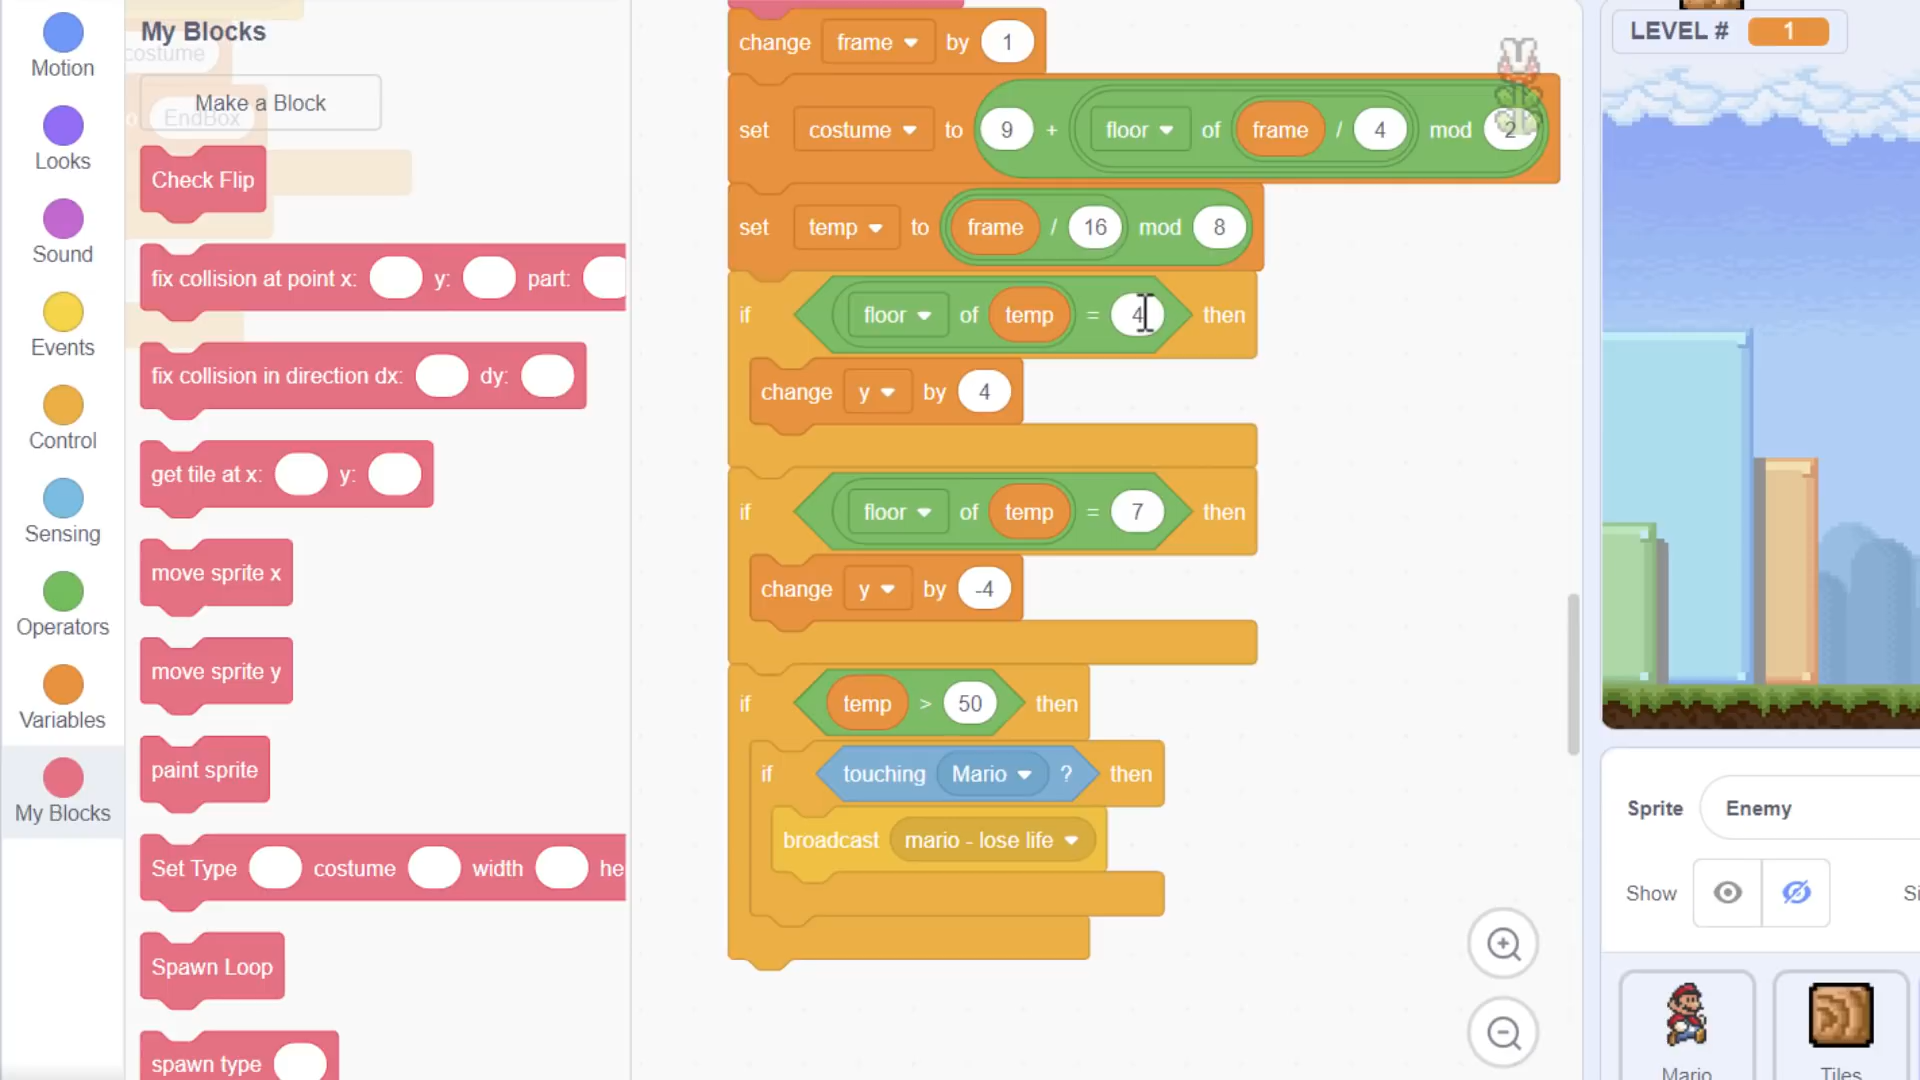 Motion
Looks
Sound
Events
Control
Sensing
Operators
Variables
My Blocks
My Blocks
costume
Make a Block
EndBox
Check Flip
fix collision at point x: y: part:
fix collision in direction dx: dy:
get tile at x: y:
move sprite x
move sprite y
paint sprite
Set Type costume width he
Spawn Loop
spawn type
change frame by 1
set costume to 9 + floor of frame / 4 mod 2
set temp to frame / 16 mod 8
if floor of temp = 4 then
change y by 4
if floor of temp = 7 then
change y by -4
if temp > 50 then
if touching Mario ? then
broadcast mario - lose life
LEVEL # 1
Sprite Enemy
Show Si
Mario
Tiles